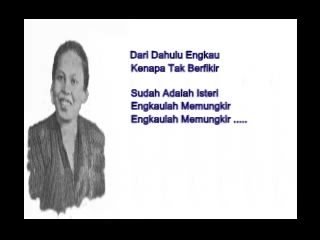 Dari Dahulu Engkau
Kenapa Tak Berfikir
Sudah Adalah Isteri
Engkaulah Memungkir
Engkaulah Memungkir .....